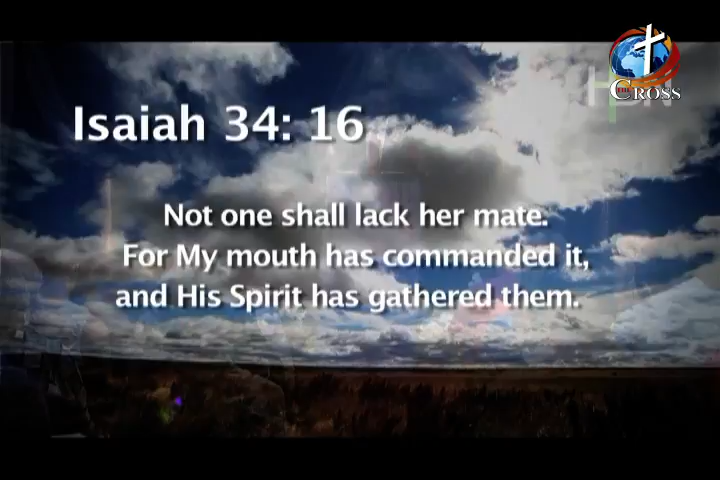 THE
CROSS
Isaiah 34: 16
Not one shall lack her mate.
For My mouth has commanded it,
and His Spirit has gathered them.